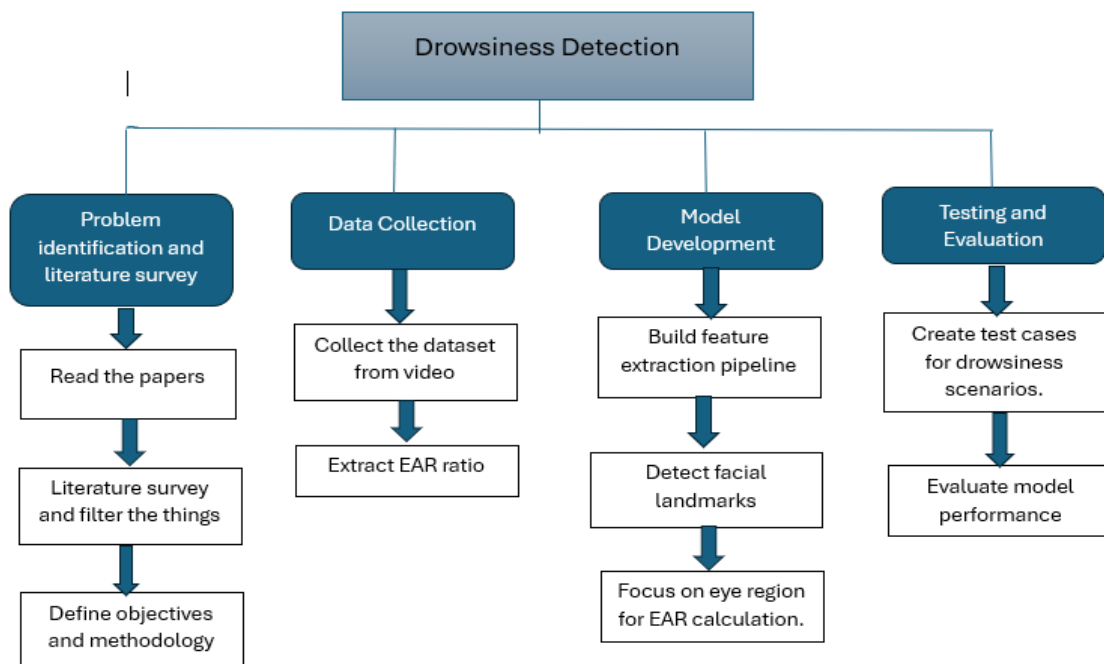 Drowsiness Detection
Problem
identification and
literature survey
Read the papers
Literature survey
and filter the things
Define objectives
and methodology
Data Collection
Collect the dataset
from video
Extract EAR ratio
Model
Development
Build feature
extraction pipeline
Detect facial
landmarks
Focus on eye region
for EAR calculation.
Testing and
Evaluation
Create test cases
for drowsiness
scenarios.
Evaluate model
performance